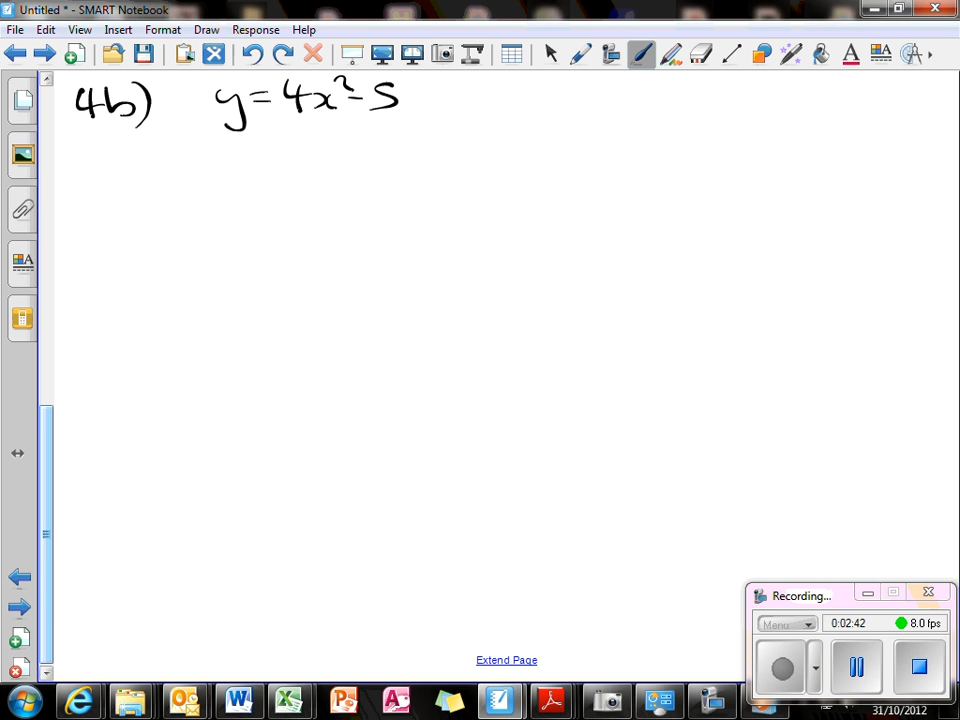 Untitled * - SMART Notebook
File Edit View Insert Format Draw Response Help
4b) y = 4x² - 5
Recording...
Menu 0:02:42 8.0 fps
Extend Page
31/10/2012